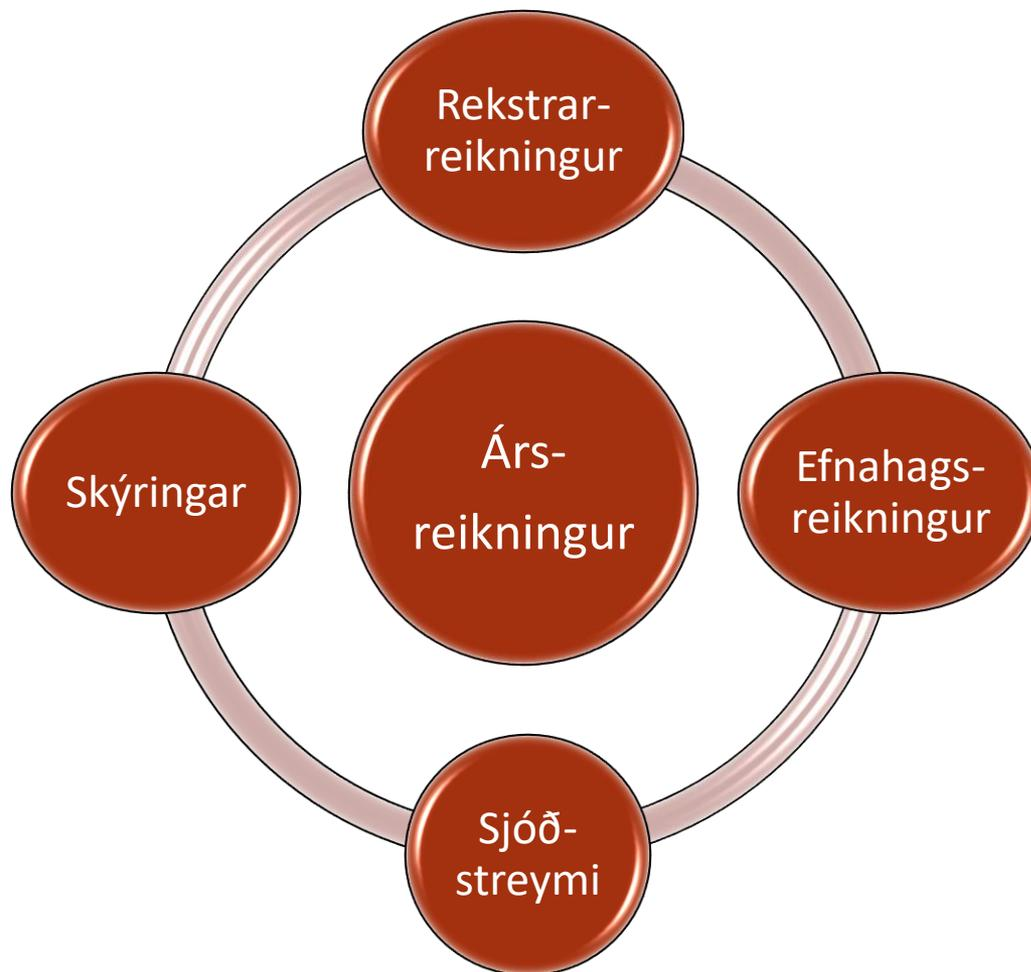 Rekstrar-
reikningur
Skýringar
Árs-
reikningur
Efnahags-
reikningur
Sjóð-
streymi